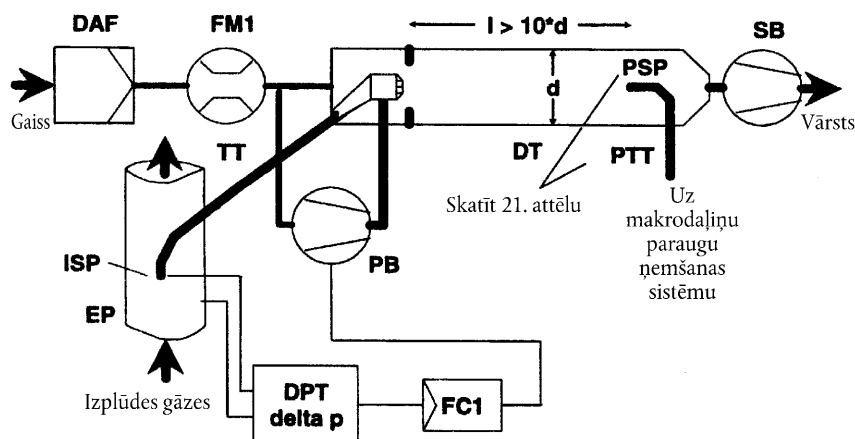 DAF
FM1
l > 10*d
SB
PSP
d
Gaiss
Vārsts
TT
DT
PTT
Skatīt 21. attēlu
Uz
makrodaļiņu
paraugu
ņemšanas
sistēmu
ISP
PB
EP
Izplūdes gāzes
DPT
delta p
FC1